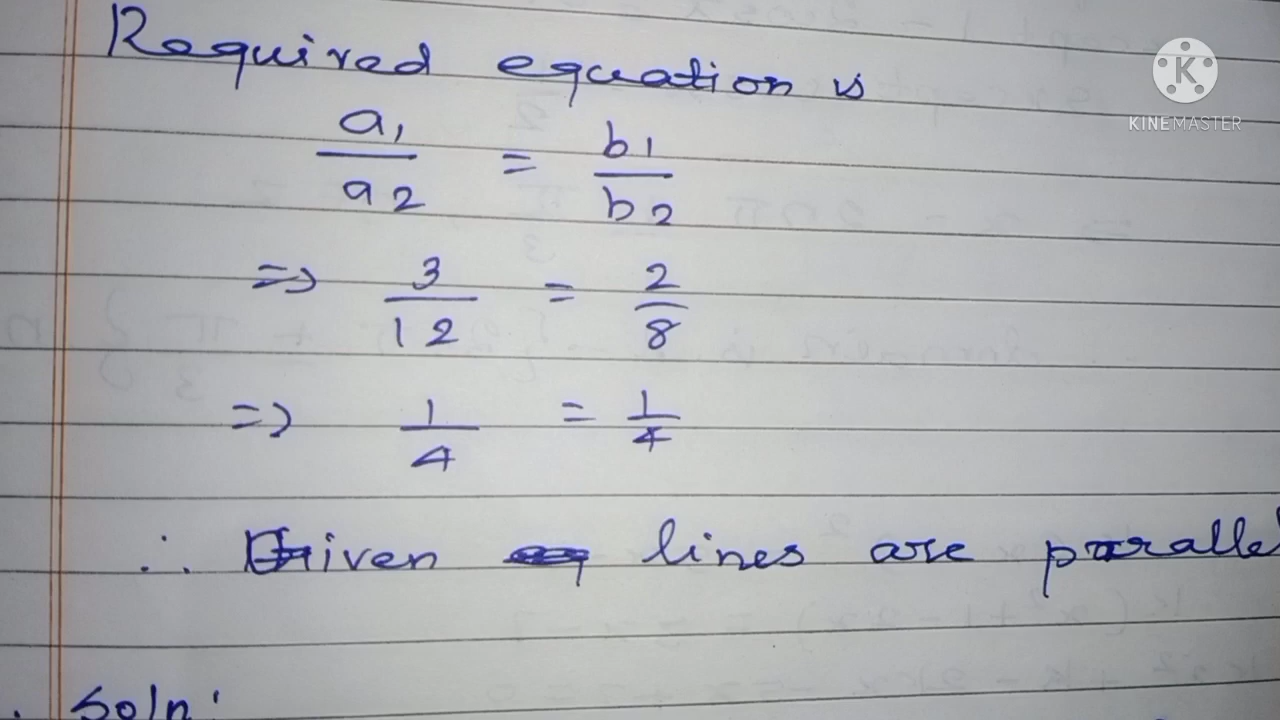 Required equation is
a1/a2 = b1/b2
=> 3/12 = 2/8
=> 1/4 = 1/4
∴ Given lines are paralle
Soln:
K
KINEMASTER